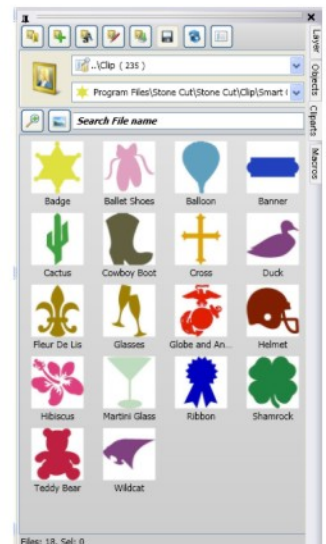 ..\Clip ( 235 )
Program Files\Stone Cut\Stone Cut\Clip\Smart (
Search File name
Badge Ballet Shoes Balloon Banner
Cactus Cowboy Boot Cross Duck
Fleur De Lis Glasses Globe and An... Helmet
Hibiscus Martini Glass Ribbon Shamrock
Teddy Bear Wildcat
Files: 18, Sel: 0
Layer
Objects
Cliparts
Macros